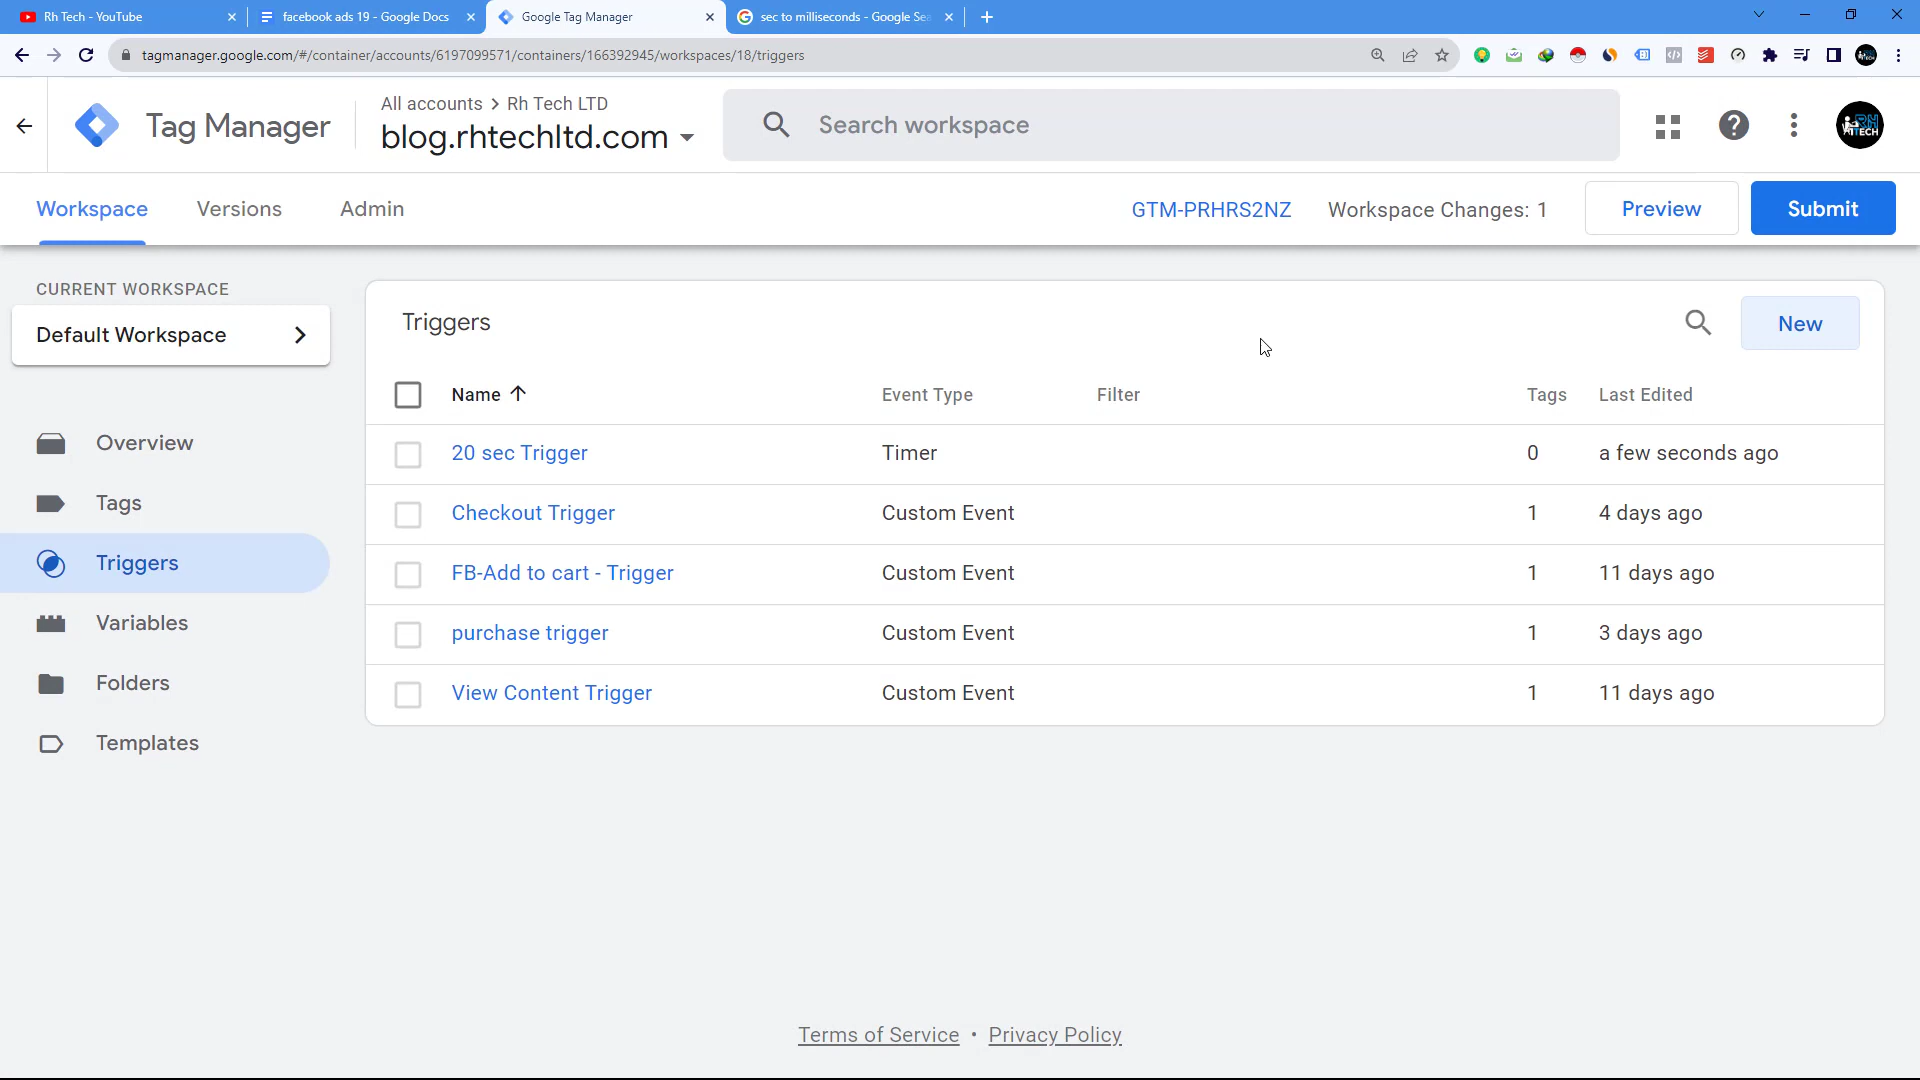 Rh Tech - YouTube
facebook ads 19 - Google Docs
Google Tag Manager
sec to milliseconds - Google Sea
tagmanager.google.com/#/container/accounts/6197099571/containers/166392945/workspaces/18/triggers
Tag Manager
All accounts > Rh Tech LTD
blog.rhtechltd.com
Search workspace
Workspace
Versions
Admin
GTM-PRHRS2NZ
Workspace Changes: 1
Preview
Submit
CURRENT WORKSPACE
Default Workspace
Overview
Tags
Triggers
Variables
Folders
Templates
Triggers
New
Name Event Type Filter Tags Last Edited
20 sec Trigger Timer 0 a few seconds ago
Checkout Trigger Custom Event 1 4 days ago
FB-Add to cart - Trigger Custom Event 1 11 days ago
purchase trigger Custom Event 1 3 days ago
View Content Trigger Custom Event 1 11 days ago
Terms of Service • Privacy Policy